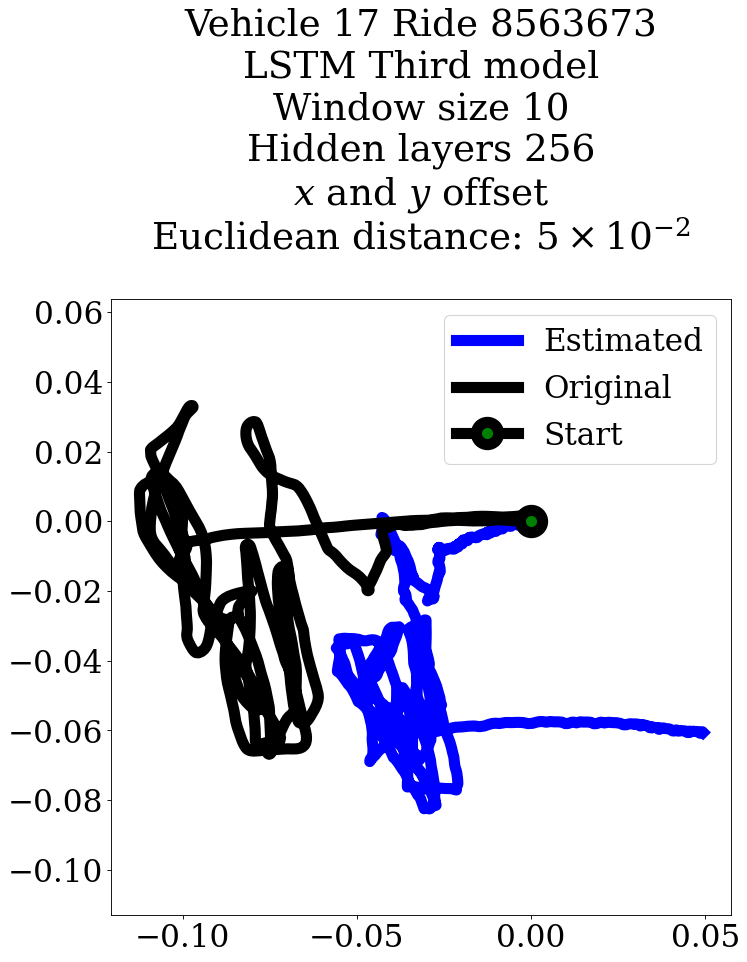 Vehicle 17 Ride 8563673
LSTM Third model
Window size 10
Hidden layers 256
x and y offset
Euclidean distance: 5 × 10⁻²
Estimated
Original
Start
0.06
0.04
0.02
0.00
−0.02
−0.04
−0.06
−0.08
−0.10
−0.10 −0.05 0.00 0.05